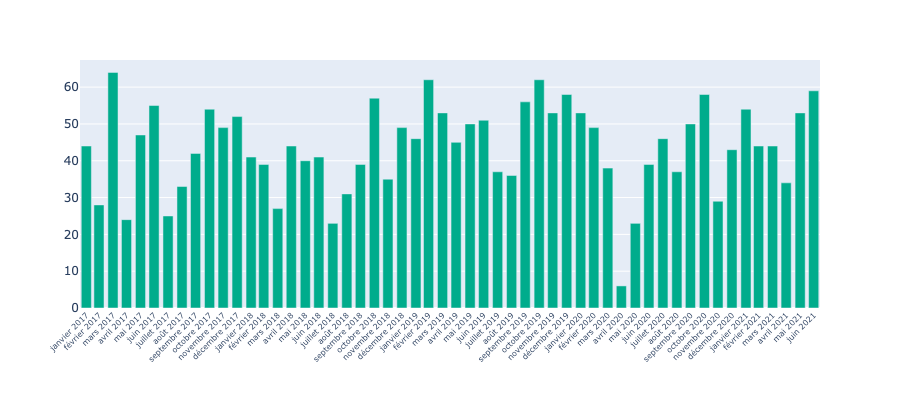 60
50
40
30
20
10
0
janvier 2017
février 2017
mars 2017
avril 2017
mai 2017
juin 2017
juillet 2017
août 2017
septembre 2017
octobre 2017
novembre 2017
décembre 2017
janvier 2018
février 2018
mars 2018
avril 2018
mai 2018
juin 2018
juillet 2018
août 2018
septembre 2018
octobre 2018
novembre 2018
décembre 2018
janvier 2019
février 2019
mars 2019
avril 2019
mai 2019
juin 2019
juillet 2019
août 2019
septembre 2019
octobre 2019
novembre 2019
décembre 2019
janvier 2020
février 2020
mars 2020
avril 2020
mai 2020
juin 2020
juillet 2020
août 2020
septembre 2020
octobre 2020
novembre 2020
décembre 2020
janvier 2021
février 2021
mars 2021
avril 2021
mai 2021
juin 2021